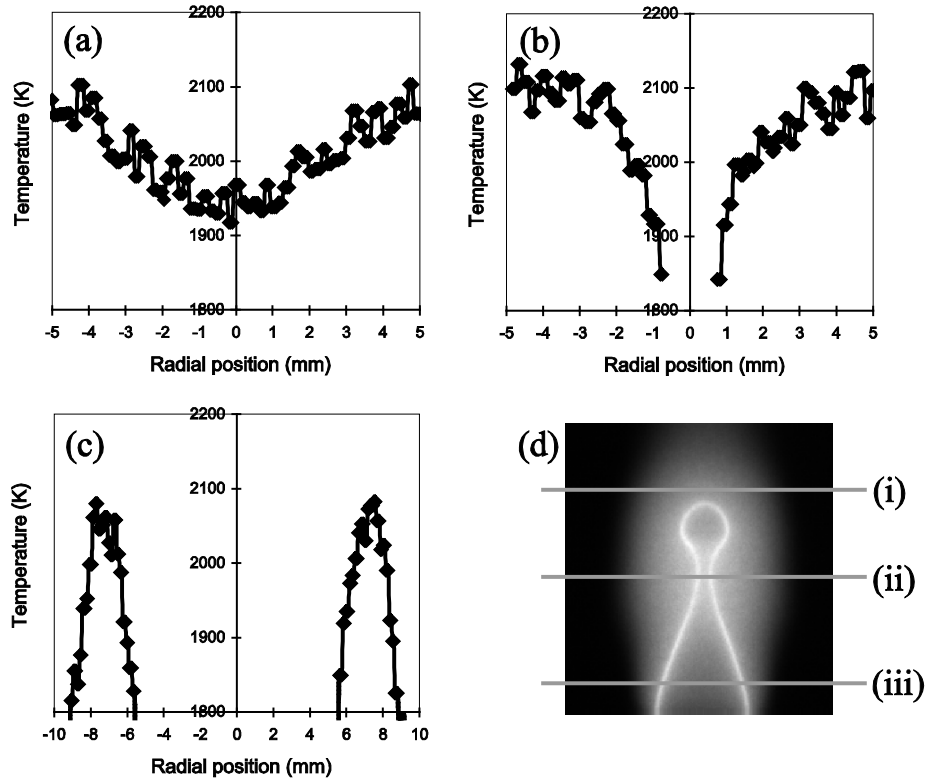 (a)
2200
2100
2000
1900
1800
Temperature (K)
-5 -4 -3 -2 -1 0 1 2 3 4 5
Radial position (mm)
(b)
2200
2100
2000
1900
1800
Temperature (K)
-5 -4 -3 -2 -1 0 1 2 3 4 5
Radial position (mm)
(c)
2200
2100
2000
1900
1800
Temperature (K)
-10 -8 -6 -4 -2 0 2 4 6 8 10
Radial position (mm)
(d)
(i)
(ii)
(iii)